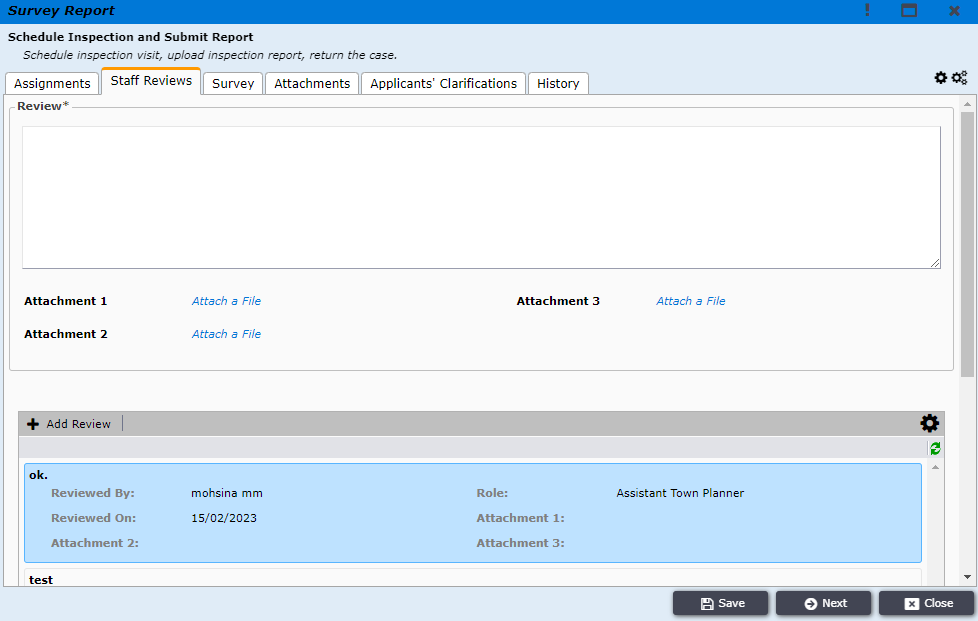 Survey Report
Schedule Inspection and Submit Report
Schedule inspection visit, upload inspection report, return the case.
Assignments Staff Reviews Survey Attachments Applicants' Clarifications History
Review*
Attachment 1 Attach a File Attachment 3 Attach a File
Attachment 2 Attach a File
Add Review
ok.
Reviewed By: mohsina mm Role: Assistant Town Planner
Reviewed On: 15/02/2023 Attachment 1:
Attachment 2: Attachment 3:
test
Save Next Close